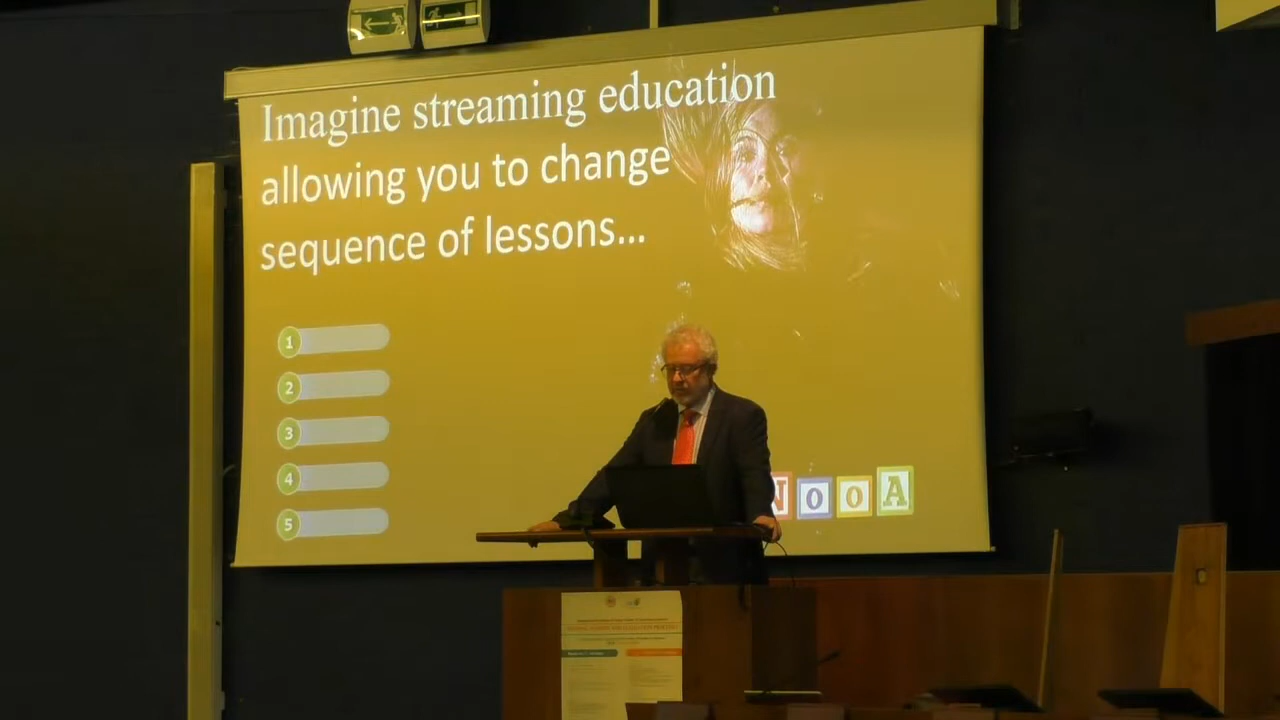 Imagine streaming education
allowing you to change
sequence of lessons...
1
2
3
4
5
NooA